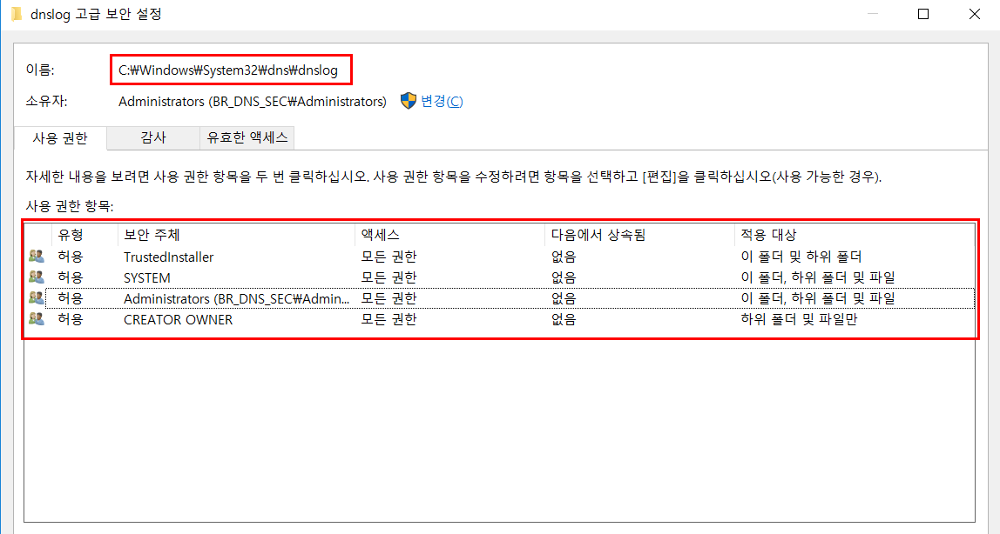 dnslog 고급 보안 설정
이름: C:₩Windows₩System32₩dns₩dnslog
소유자: Administrators (BR_DNS_SEC₩Administrators) 변경(C)
사용 권한 감사 유효한 액세스
자세한 내용을 보려면 사용 권한 항목을 두 번 클릭하십시오. 사용 권한 항목을 수정하려면 항목을 선택하고 [편집]을 클릭하십시오(사용 가능한 경우).
사용 권한 항목:
유형 보안 주체 액세스 다음에서 상속됨 적용 대상
허용 TrustedInstaller 모든 권한 없음 이 폴더 및 하위 폴더
허용 SYSTEM 모든 권한 없음 이 폴더, 하위 폴더 및 파일
허용 Administrators (BR_DNS_SEC₩Admin... 모든 권한 없음 이 폴더, 하위 폴더 및 파일
허용 CREATOR OWNER 모든 권한 없음 하위 폴더 및 파일만